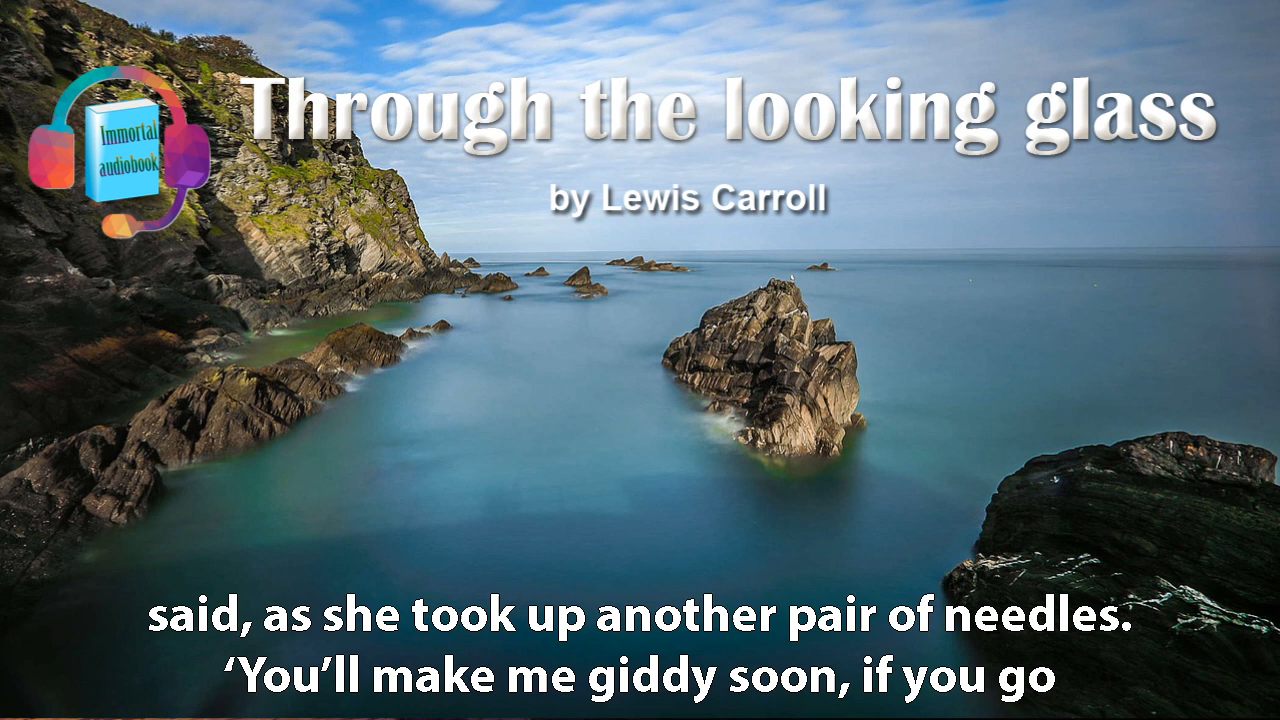 Through the looking glass
by Lewis Carroll
Immortal
audiobook
said, as she took up another pair of needles.
‘You’ll make me giddy soon, if you go